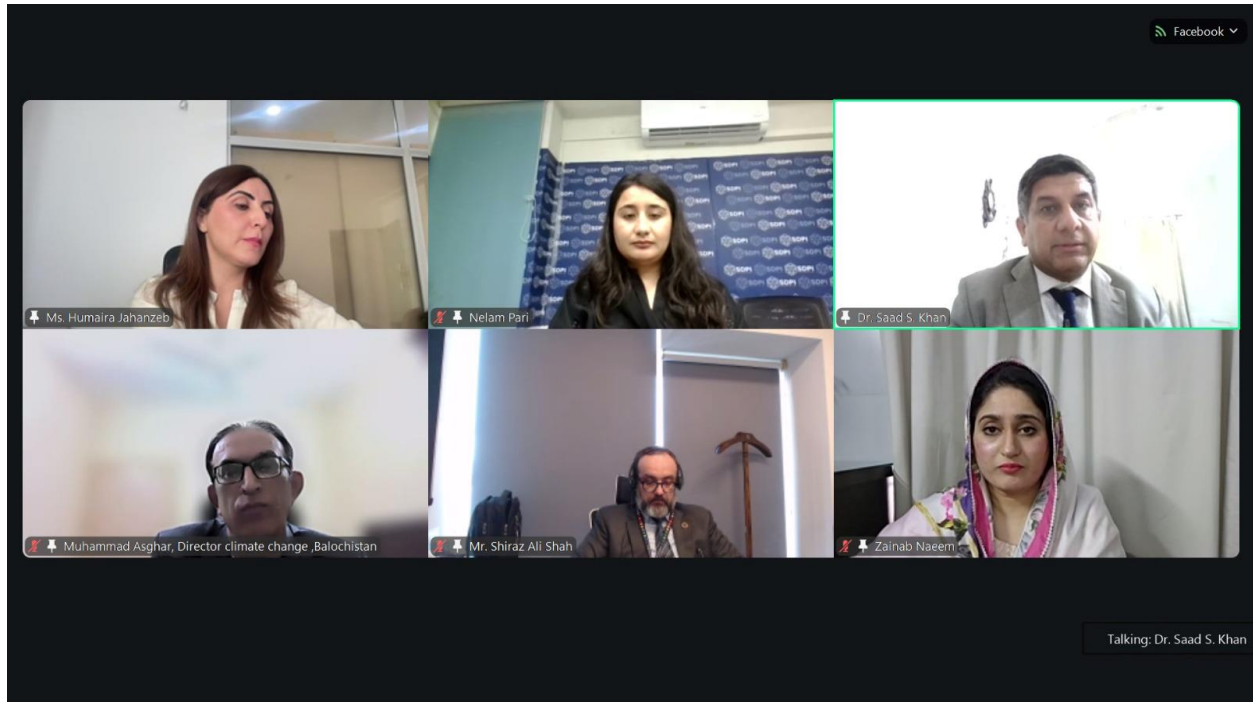 Facebook
Ms. Humaira Jahanzeb
SDPI
Nelam Pari
Dr. Saad S. Khan
Muhammad Asghar, Director climate change ,Balochistan
Mr. Shiraz Ali Shah
Zainab Naeem
Talking: Dr. Saad S. Khan